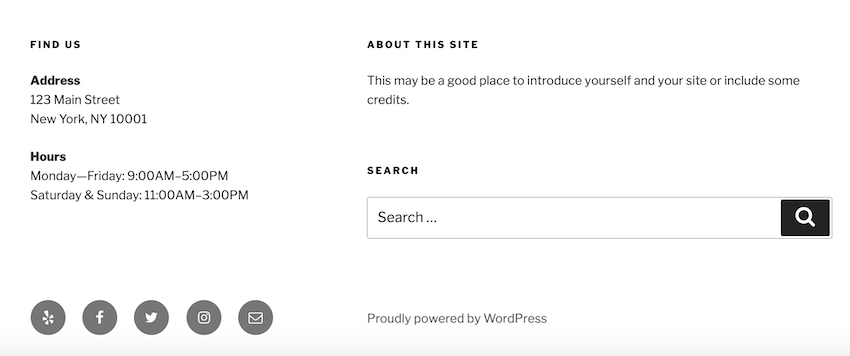 FIND US
Address
123 Main Street
New York, NY 10001
Hours
Monday—Friday: 9:00AM–5:00PM
Saturday & Sunday: 11:00AM–3:00PM
ABOUT THIS SITE
This may be a good place to introduce yourself and your site or include some
credits.
SEARCH
Search …
Proudly powered by WordPress